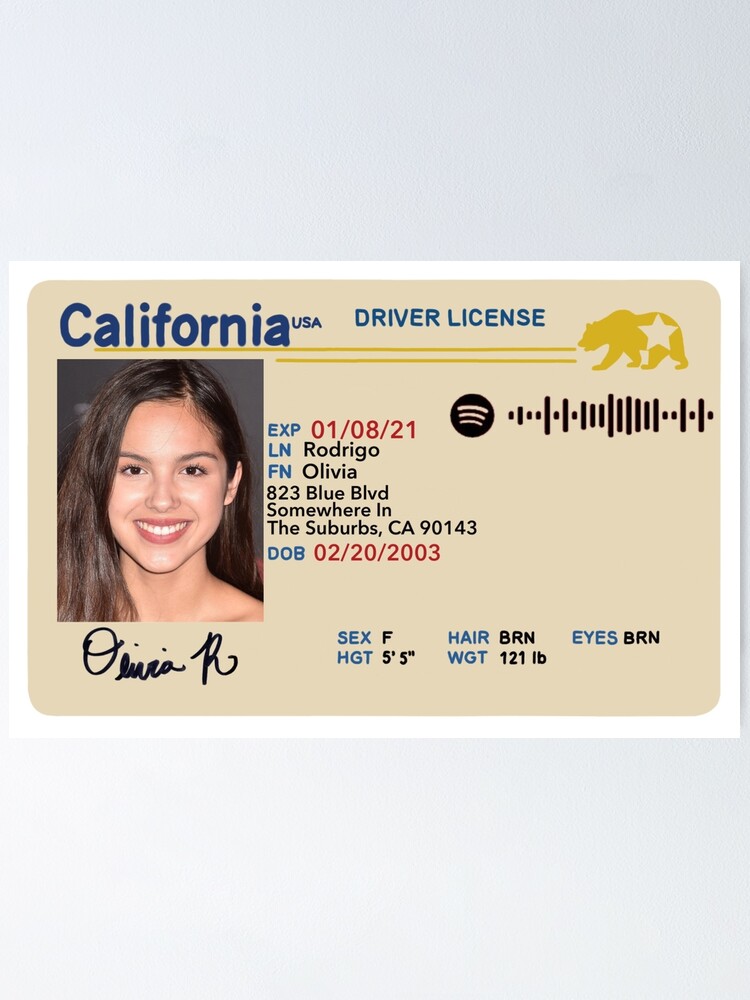 California USA DRIVER LICENSE
EXP 01/08/21
LN Rodrigo
FN Olivia
823 Blue Blvd
Somewhere In
The Suburbs, CA 90143
DOB 02/20/2003
SEX F HAIR BRN EYES BRN
HGT 5'5" WGT 121 lb
Olivia R